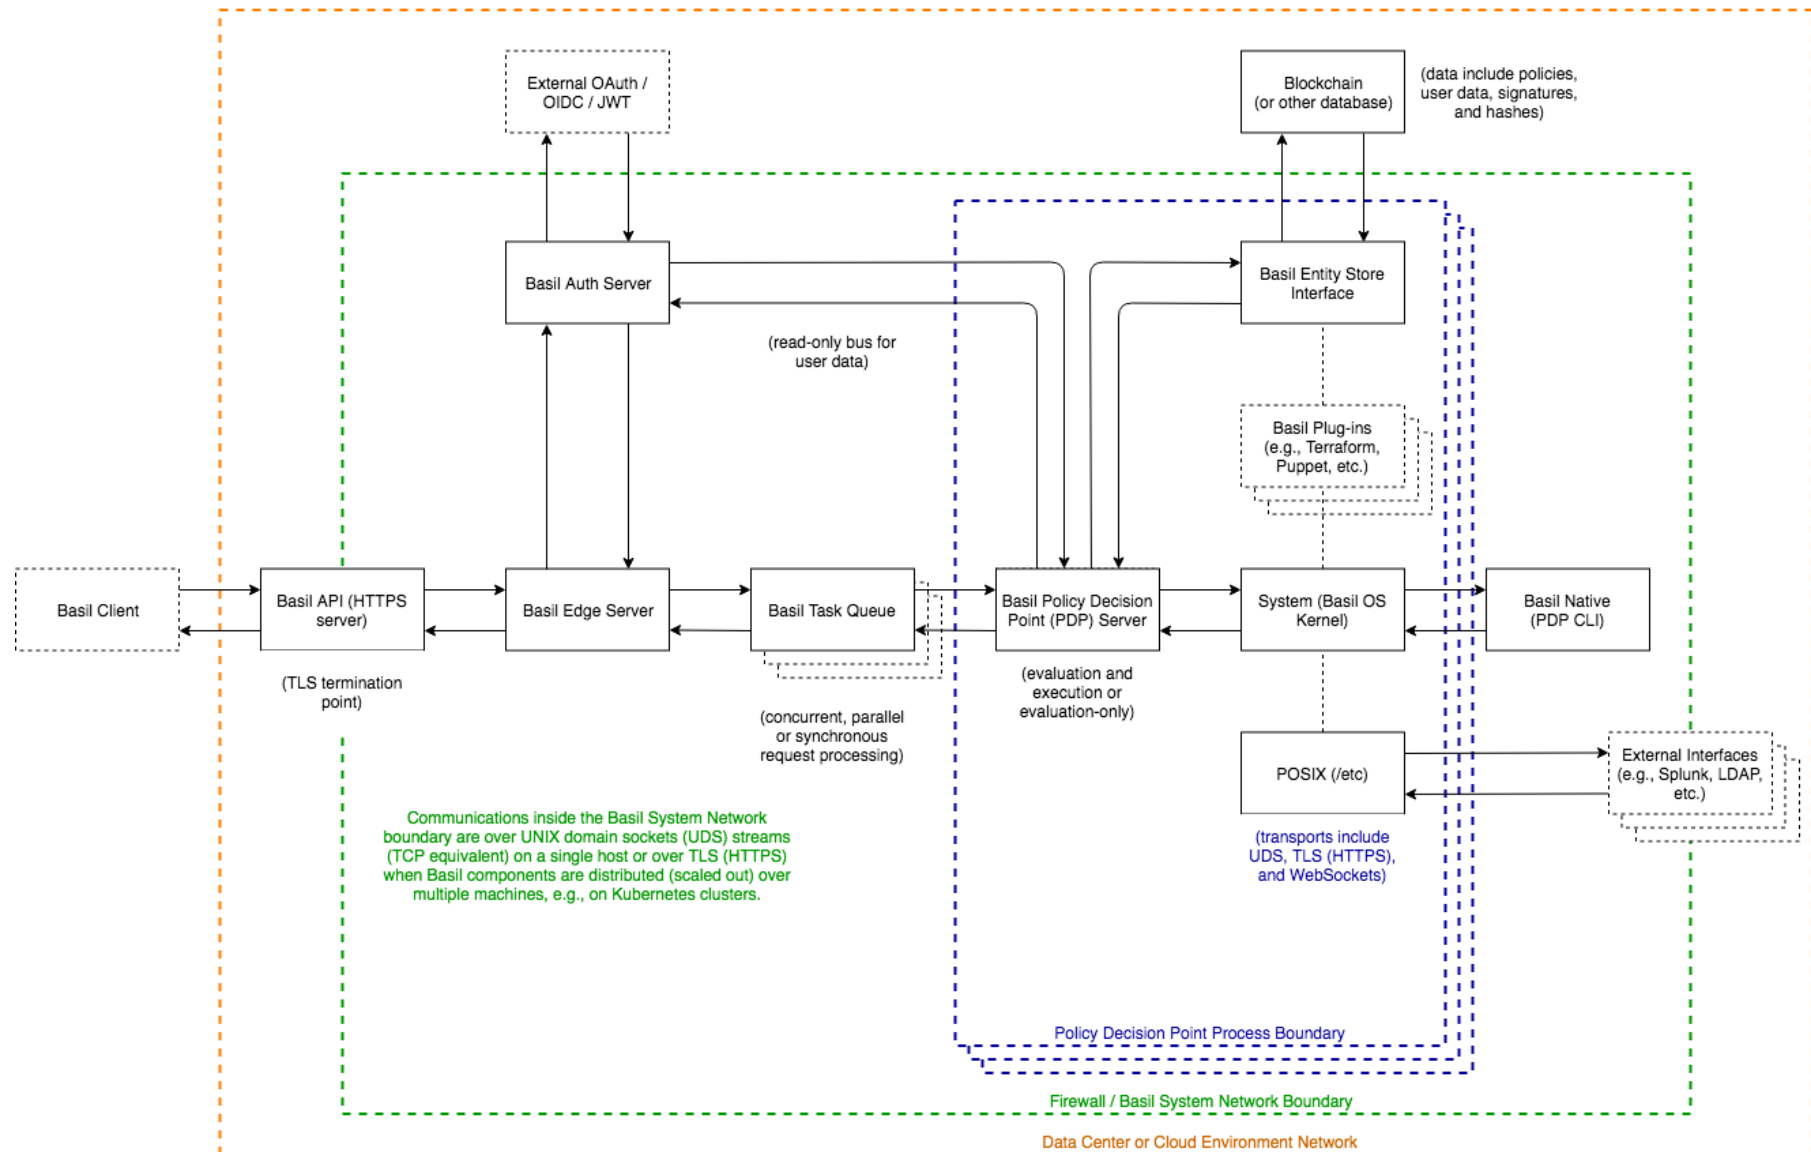 External OAuth /
OIDC / JWT
Blockchain
(or other database)
(data include policies,
user data, signatures,
and hashes)
Basil Auth Server
Basil Entity Store
Interface
(read-only bus for
user data)
Basil Plug-ins
(e.g., Terraform,
Puppet, etc.)
Basil Client
Basil API (HTTPS
server)
Basil Edge Server
Basil Task Queue
Basil Policy Decision
Point (PDP) Server
System (Basil OS
Kernel)
Basil Native
(PDP CLI)
(TLS termination
point)
(concurrent, parallel
or synchronous
request processing)
(evaluation and
execution or
evaluation-only)
POSIX (/etc)
External Interfaces
(e.g., Splunk, LDAP,
etc.)
Communications inside the Basil System Network
boundary are over UNIX domain sockets (UDS) streams
(TCP equivalent) on a single host or over TLS (HTTPS)
when Basil components are distributed (scaled out) over
multiple machines, e.g., on Kubernetes clusters.
(transports include
UDS, TLS (HTTPS),
and WebSockets)
Policy Decision Point Process Boundary
Firewall / Basil System Network Boundary
Data Center or Cloud Environment Network